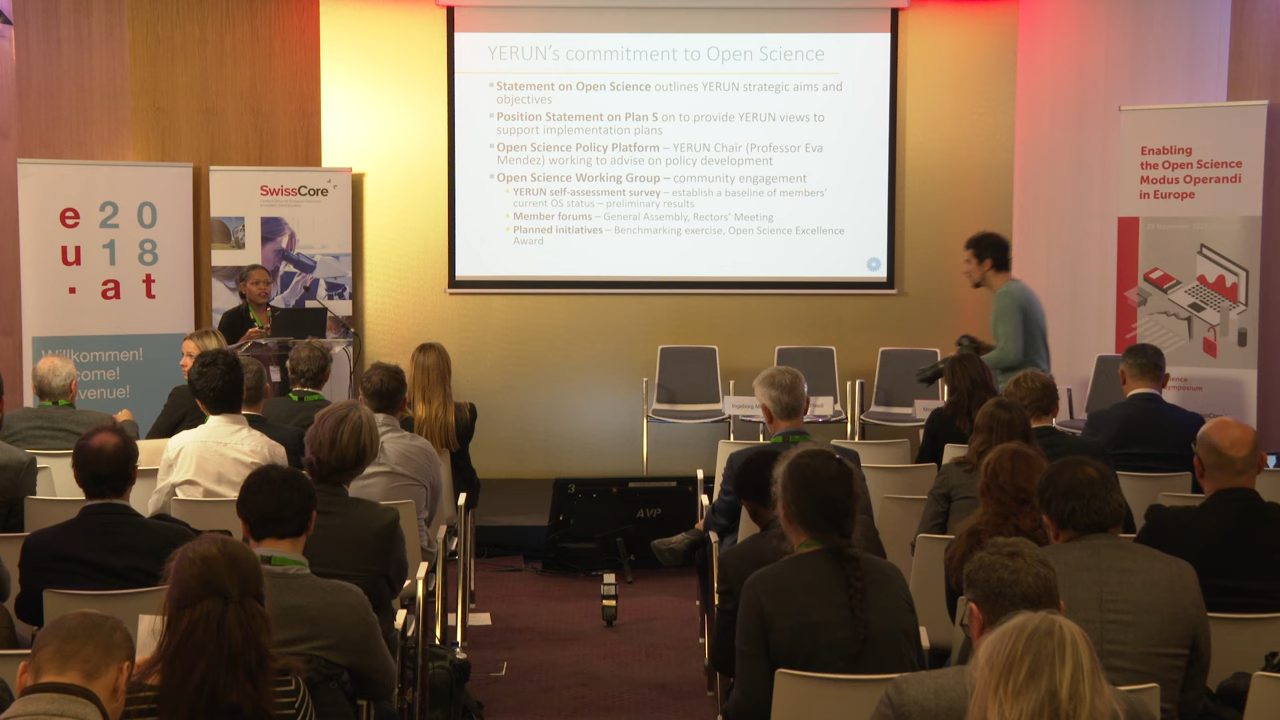 YERUN's commitment to Open Science
Statement on Open Science outlines YERUN strategic aims and
objectives
Position Statement on Plan S on to provide YERUN views to
support implementation plans
Open Science Policy Platform – YERUN Chair (Professor Eva
Mendez) working to advise on policy development
Open Science Working Group – community engagement
YERUN self-assessment survey – establish a baseline of members'
current OS status – preliminary results
Member forums – General Assembly, Rectors' Meeting
Planned initiatives – Benchmarking exercise, Open Science Excellence
Award
e 2 0
u 1 8
. a t
Willkommen!
SwissCore
Enabling
the Open Science
Modus Operandi
in Europe
3
AVP